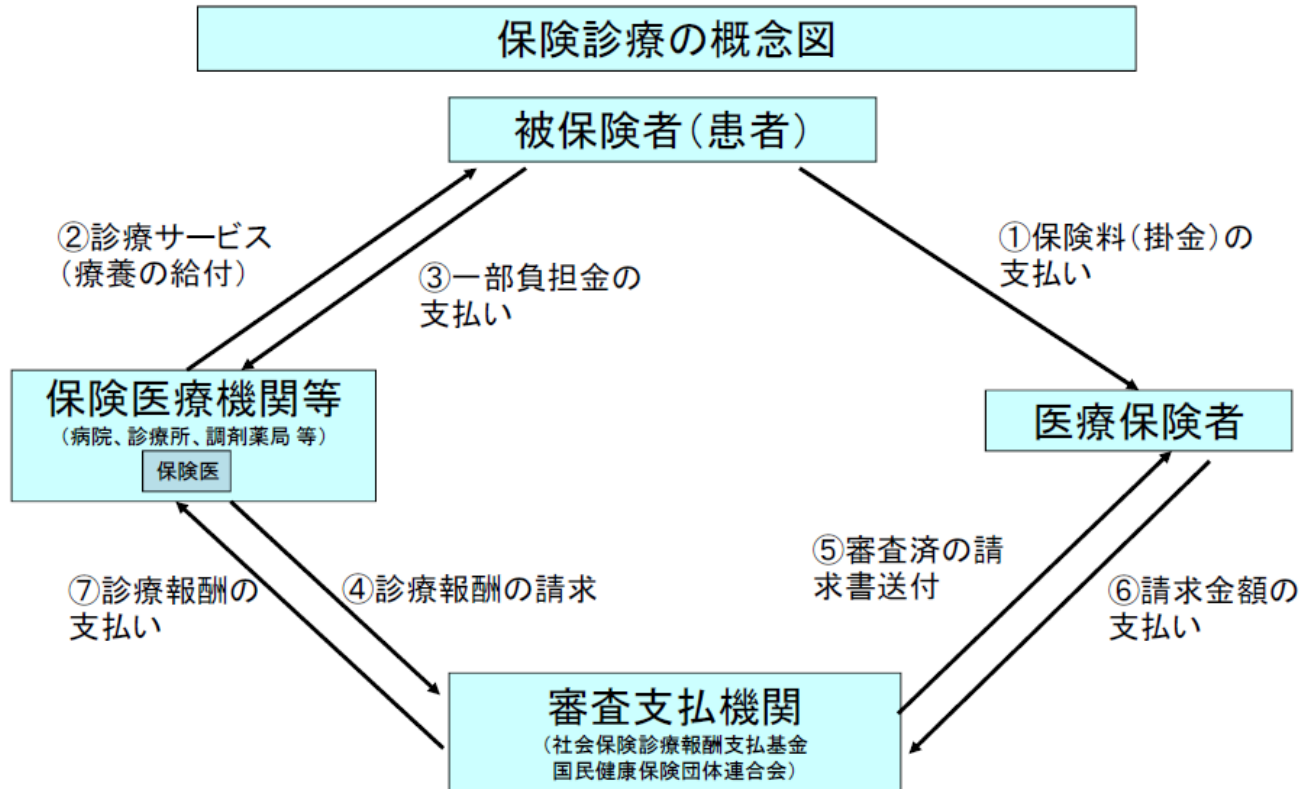 保険診療の概念図
被保険者(患者)
②診療サービス
(療養の給付)
③一部負担金の
支払い
①保険料(掛金)の
支払い
保険医療機関等
(病院、診療所、調剤薬局 等)
保険医
医療保険者
⑦診療報酬の
支払い
④診療報酬の請求
⑤審査済の請
求書送付
⑥請求金額の
支払い
審査支払機関
(社会保険診療報酬支払基金
国民健康保険団体連合会)